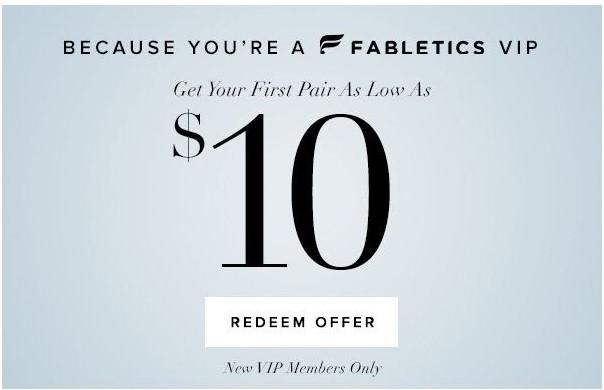 BECAUSE YOU'RE A FABLETICS VIP
Get Your First Pair As Low As
$10
REDEEM OFFER
New VIP Members Only